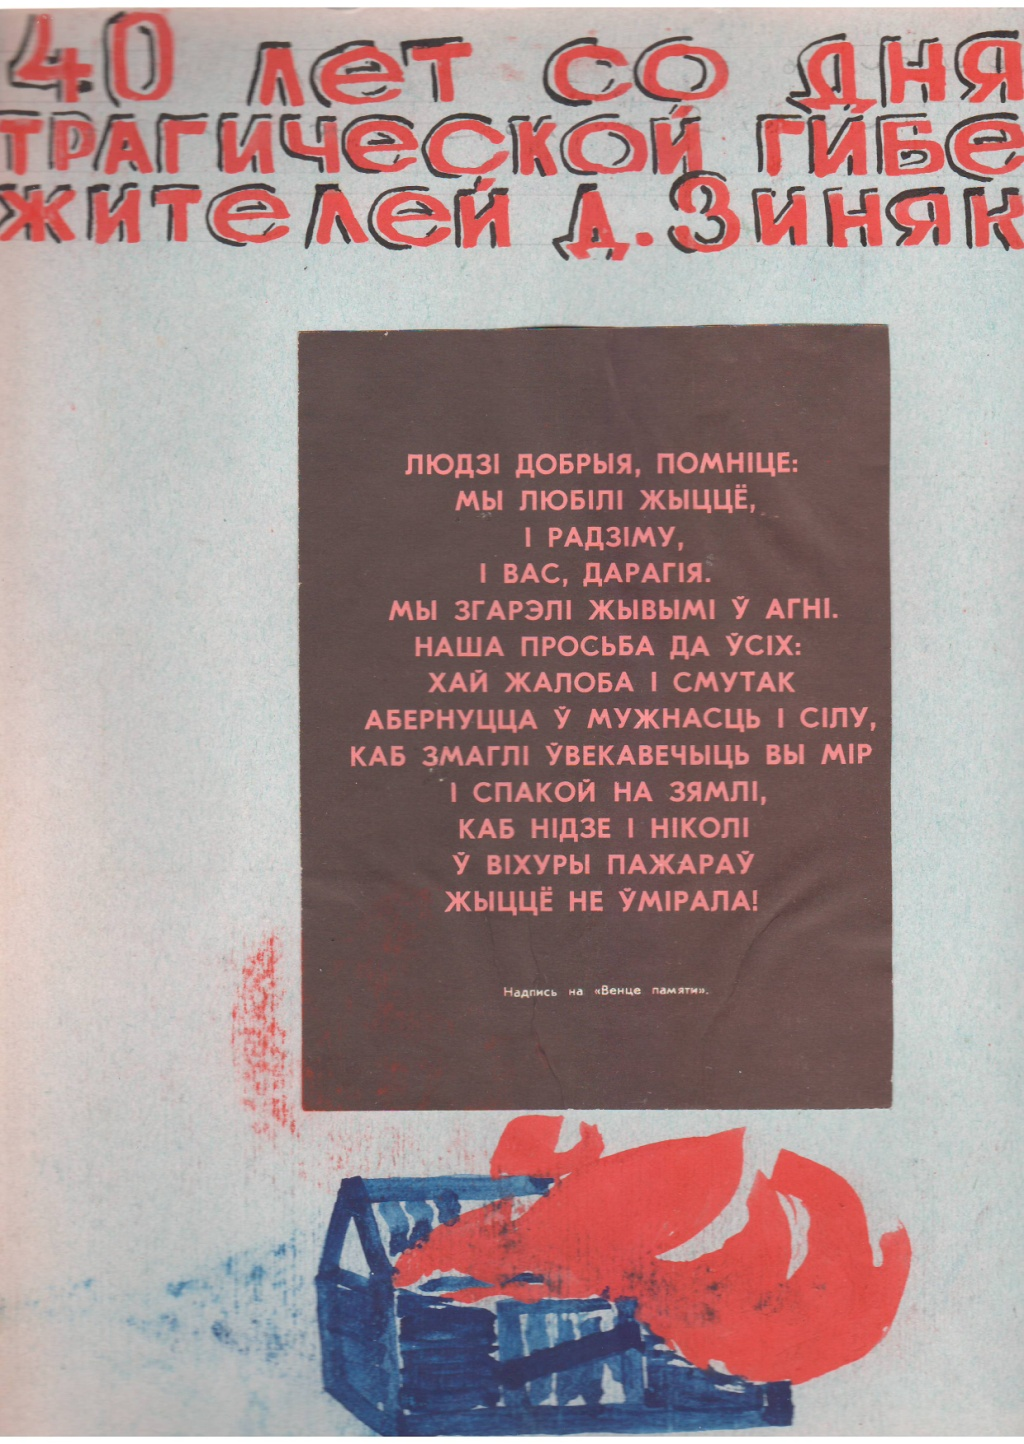 40 лет со дня
трагической гибе
жителей д. Зиняк
ЛЮДЗІ ДОБРЫЯ, ПОМНІЦЕ:
МЫ ЛЮБІЛІ ЖЫЦЦЁ,
І РАДЗІМУ,
І ВАС, ДАРАГІЯ.
МЫ ЗГАРЭЛІ ЖЫВЫМІ Ў АГНІ.
НАША ПРОСЬБА ДА ЎСІХ:
ХАЙ ЖАЛОБА І СМУТАК
АБЕРНУЦЦА Ў МУЖНАСЦЬ І СІЛУ,
КАБ ЗМАГЛІ ЎВЕКАВЕЧЫЦЬ ВЫ МІР
І СПАКОЙ НА ЗЯМЛІ,
КАБ НІДЗЕ І НІКОЛІ
Ў ВІХУРЫ ПАЖАРАЎ
ЖЫЦЦЁ НЕ ЎМІРАЛА!
Надпись на «Венце памяти».